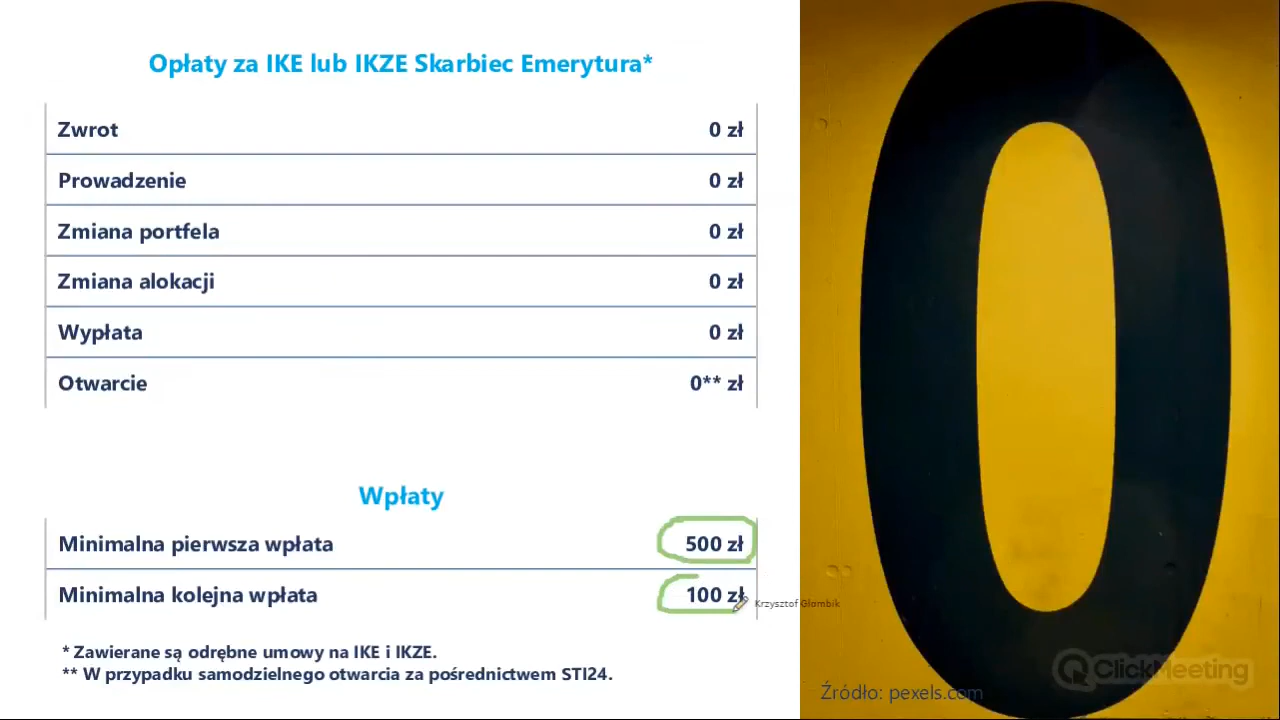 Opłaty za IKE lub IKZE Skarbiec Emerytura*
Zwrot 0 zł
Prowadzenie 0 zł
Zmiana portfela 0 zł
Zmiana alokacji 0 zł
Wypłata 0 zł
Otwarcie 0** zł
Wpłaty
Minimalna pierwsza wpłata 500 zł
Minimalna kolejna wpłata 100 zł
Krzysztof Głombik
* Zawierane są odrębne umowy na IKE i IKZE.
** W przypadku samodzielnego otwarcia za pośrednictwem STI24.
0
ClickMeeting
Źródło: pexels.com